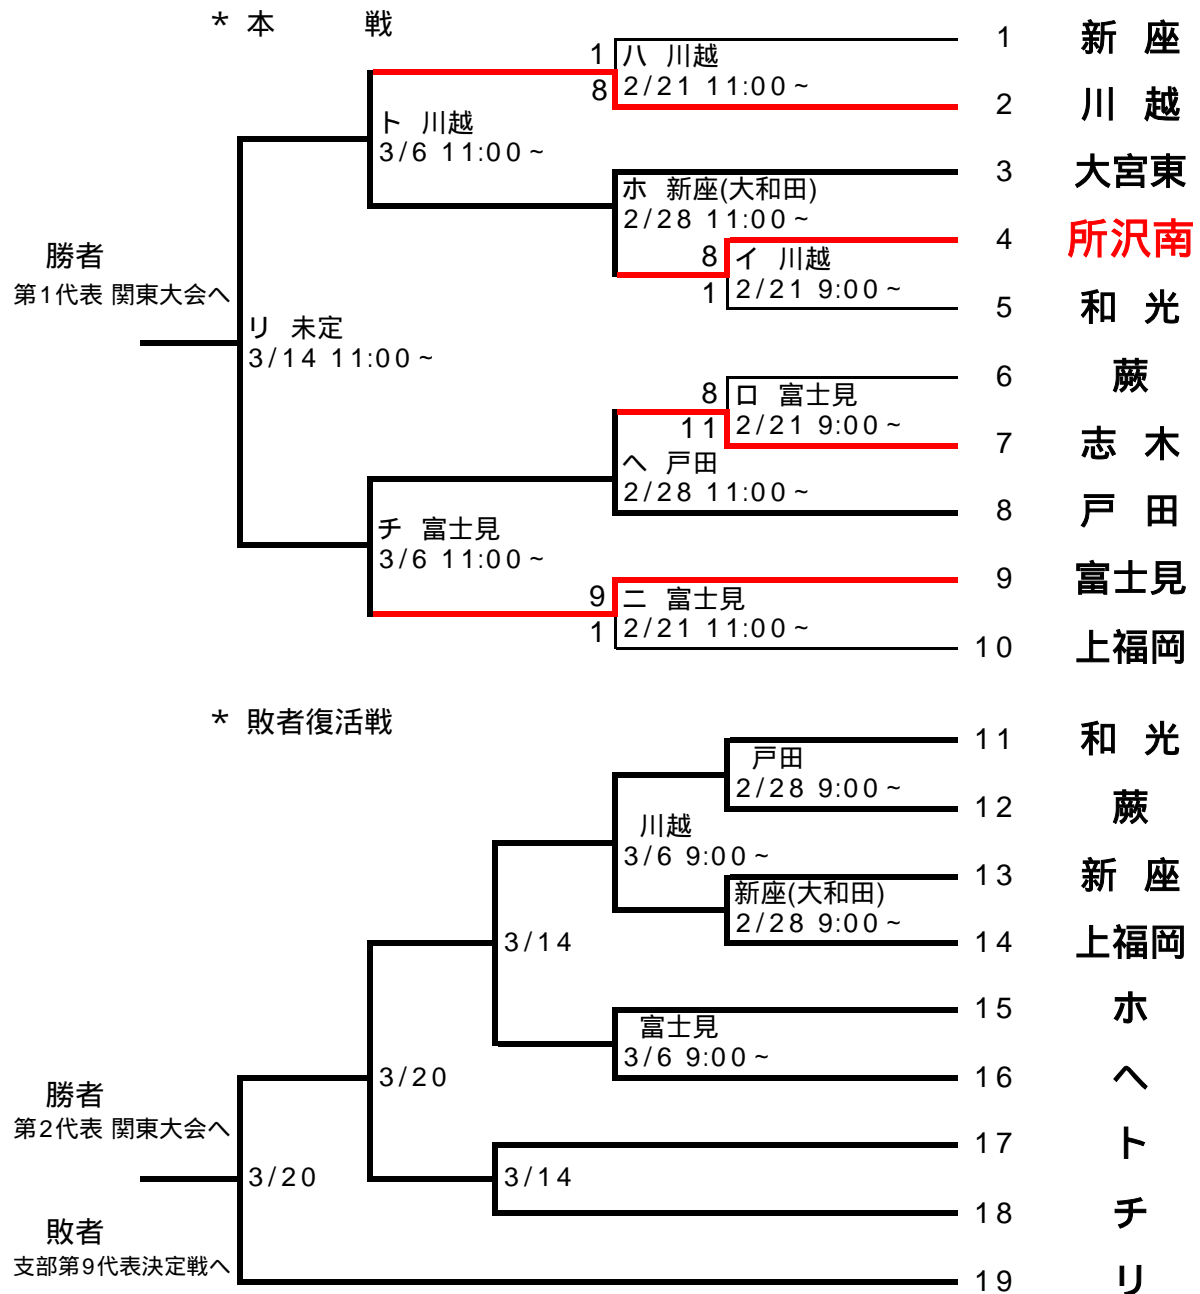 * 本 戦
1 新 座
1
ハ 川越
8
2/21 11:00 ~
2 川 越
ト 川越
3/6 11:00 ~
3 大宮東
ホ 新座(大和田)
2/28 11:00 ~
4 所沢南
8
イ 川越
1
2/21 9:00 ~
5 和 光
勝者
第1代表 関東大会へ
リ 未定
3/14 11:00 ~
6 蕨
8
ロ 富士見
11
2/21 9:00 ~
7 志 木
ヘ 戸田
2/28 11:00 ~
8 戸 田
チ 富士見
3/6 11:00 ~
9 富士見
9
ニ 富士見
1
2/21 11:00 ~
10 上福岡
* 敗者復活戦
11 和 光
戸田
2/28 9:00 ~
12 蕨
川越
3/6 9:00 ~
13 新 座
新座(大和田)
2/28 9:00 ~
14 上福岡
3/14
15 ホ
富士見
3/6 9:00 ~
16 ヘ
3/20
勝者
第2代表 関東大会へ
17 ト
3/20
3/14
18 チ
敗者
支部第9代表決定戦へ
19 リ